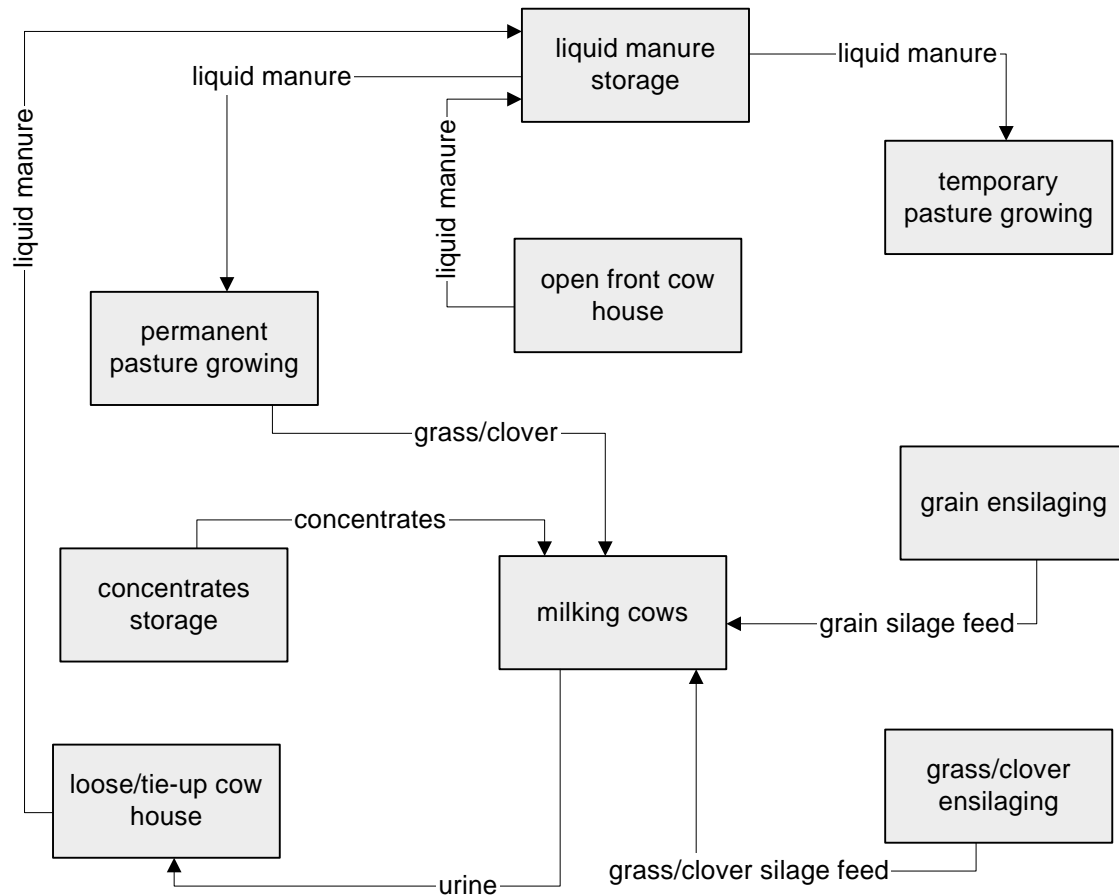 liquid manure
storage
liquid manure
liquid manure
liquid manure
liquid manure
temporary
pasture growing
open front cow
house
permanent
pasture growing
grass/clover
grain ensilaging
concentrates
concentrates
storage
milking cows
grain silage feed
loose/tie-up cow
house
grass/clover
ensilaging
grass/clover silage feed
urine